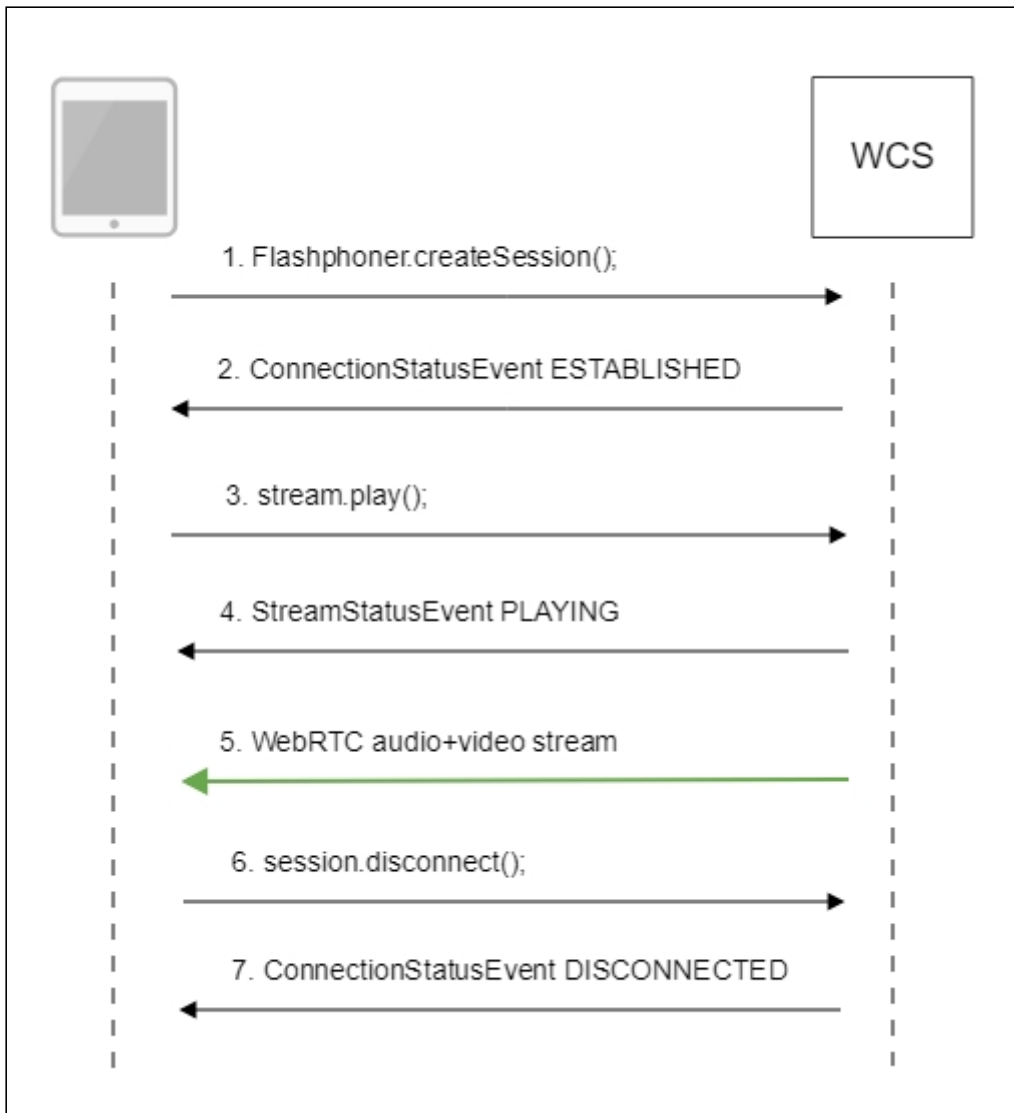 WCS
1. Flashphoner.createSession();
2. ConnectionStatusEvent ESTABLISHED
3. stream.play();
4. StreamStatusEvent PLAYING
5. WebRTC audio+video stream
6. session.disconnect();
7. ConnectionStatusEvent DISCONNECTED